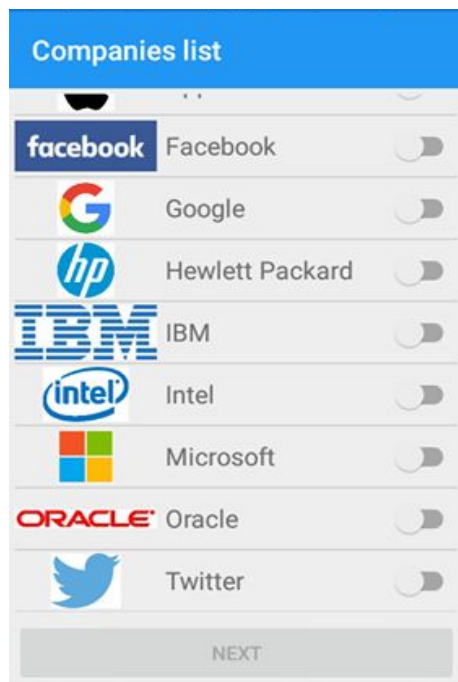 Companies list
facebook Facebook
Google
hp Hewlett Packard
IBM IBM
intel Intel
Microsoft
ORACLE Oracle
Twitter
NEXT